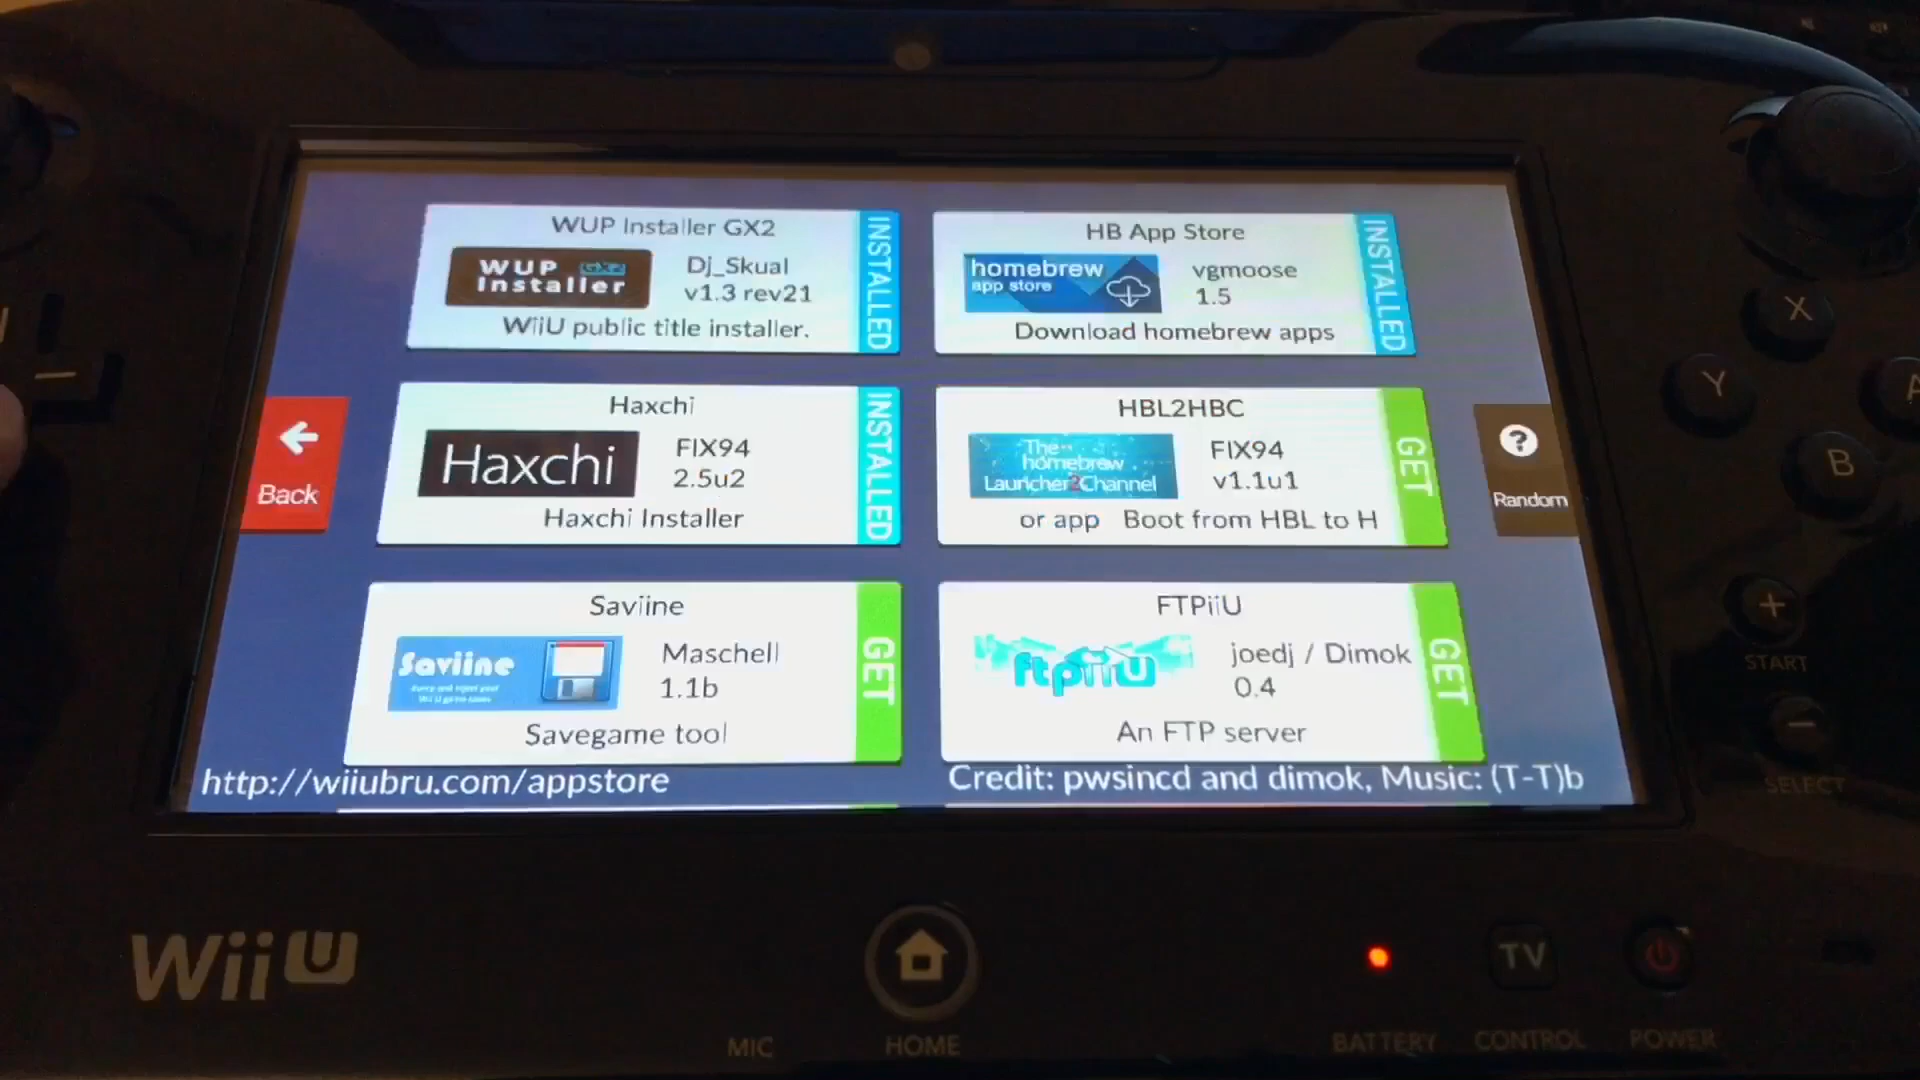 WUP Installer GX2
WUP GX2
Installer
Dj_Skual
v1.3 rev21
WiiU public title installer.
INSTALLED
HB App Store
homebrew
app store
vgmoose
1.5
Download homebrew apps
INSTALLED
Haxchi
Haxchi
FIX94
2.5u2
Haxchi Installer
INSTALLED
HBL2HBC
The
homebrew
Launcher2Channel
FIX94
v1.1u1
or app Boot from HBL to H
GET
Back
Random
Saviine
Saviine
Maschell
1.1b
Savegame tool
GET
FTPiiU
ftpiiU
joedj / Dimok
0.4
An FTP server
GET
http://wiiubru.com/appstore
Credit: pwsincd and dimok, Music: (T-T)b
X
Y
A
B
START
SELECT
Wii U
TV
MIC
HOME
BATTERY
CONTROL
POWER